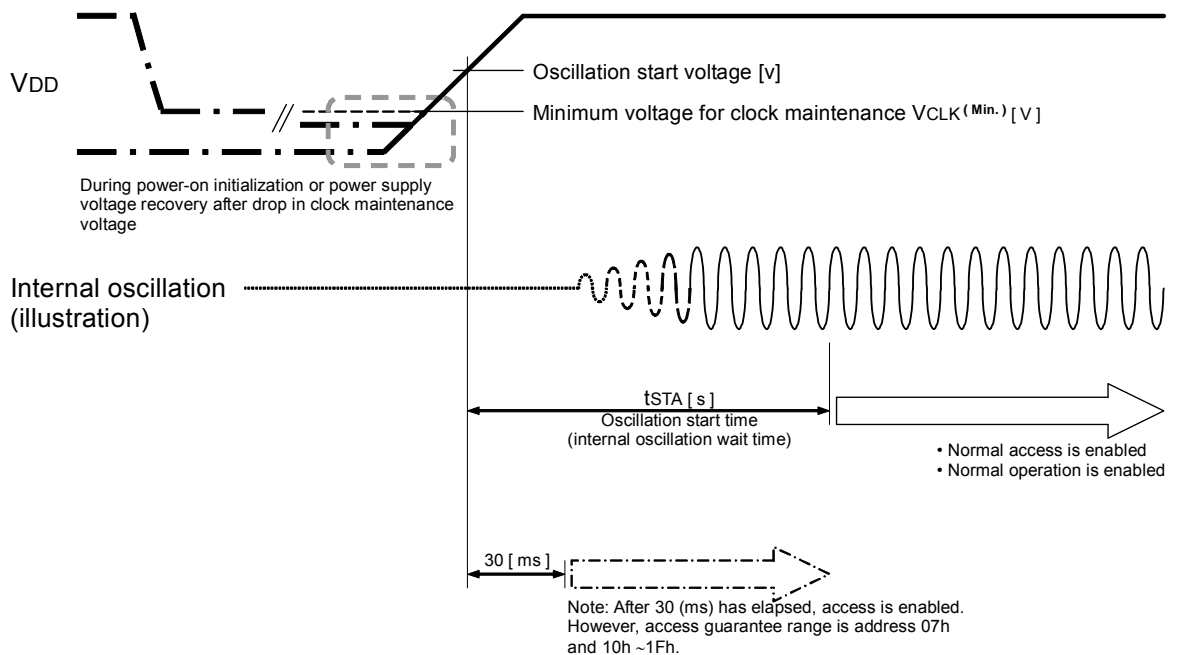 VDD
Oscillation start voltage [v]
Minimum voltage for clock maintenance VCLK(Min.) [ V ]
During power-on initialization or power supply
voltage recovery after drop in clock maintenance
voltage
Internal oscillation
(illustration)
tSTA [ s ]
Oscillation start time
(internal oscillation wait time)
• Normal access is enabled
• Normal operation is enabled
30 [ ms ]
Note: After 30 (ms) has elapsed, access is enabled.
However, access guarantee range is address 07h
and 10h ~1Fh.